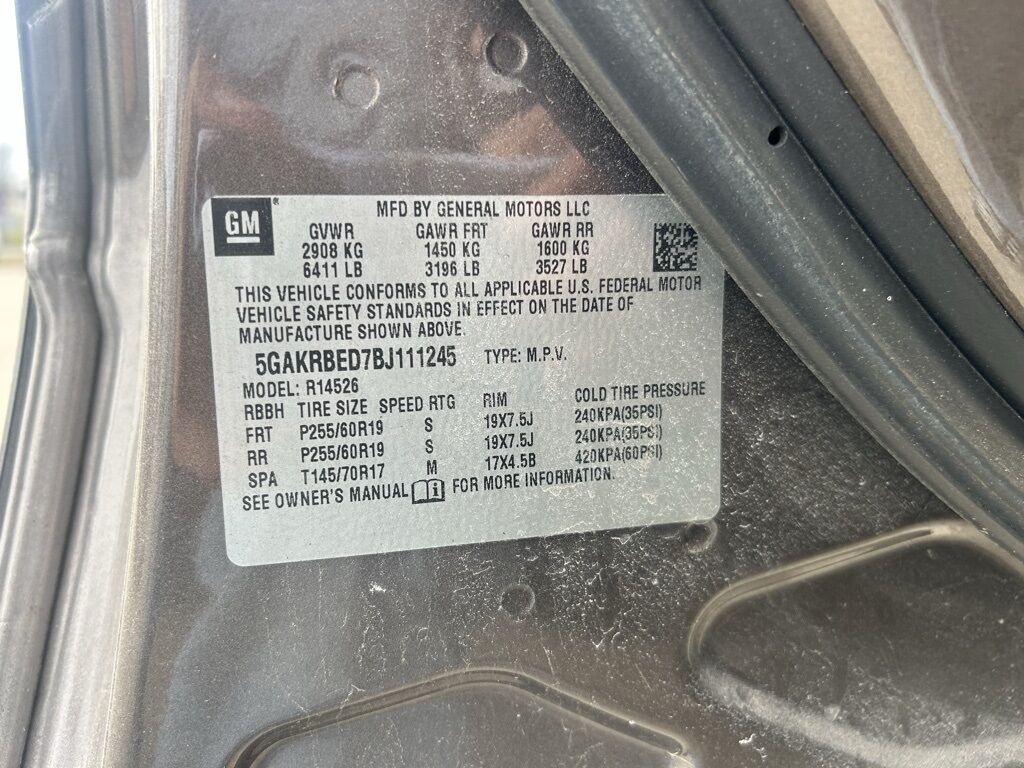 GM®
MFD BY GENERAL MOTORS LLC
GVWR GAWR FRT GAWR RR
2908 KG 1450 KG 1600 KG
6411 LB 3196 LB 3527 LB
THIS VEHICLE CONFORMS TO ALL APPLICABLE U.S. FEDERAL MOTOR
VEHICLE SAFETY STANDARDS IN EFFECT ON THE DATE OF
MANUFACTURE SHOWN ABOVE.
5GAKRBED7BJ111245 TYPE: M.P.V.
MODEL: R14526
RBBH TIRE SIZE SPEED RTG RIM COLD TIRE PRESSURE
FRT P255/60R19 S 19X7.5J 240KPA(35PSI)
RR P255/60R19 S 19X7.5J 240KPA(35PSI)
SPA T145/70R17 M 17X4.5B 420KPA(60PSI)
SEE OWNER'S MANUAL i FOR MORE INFORMATION.